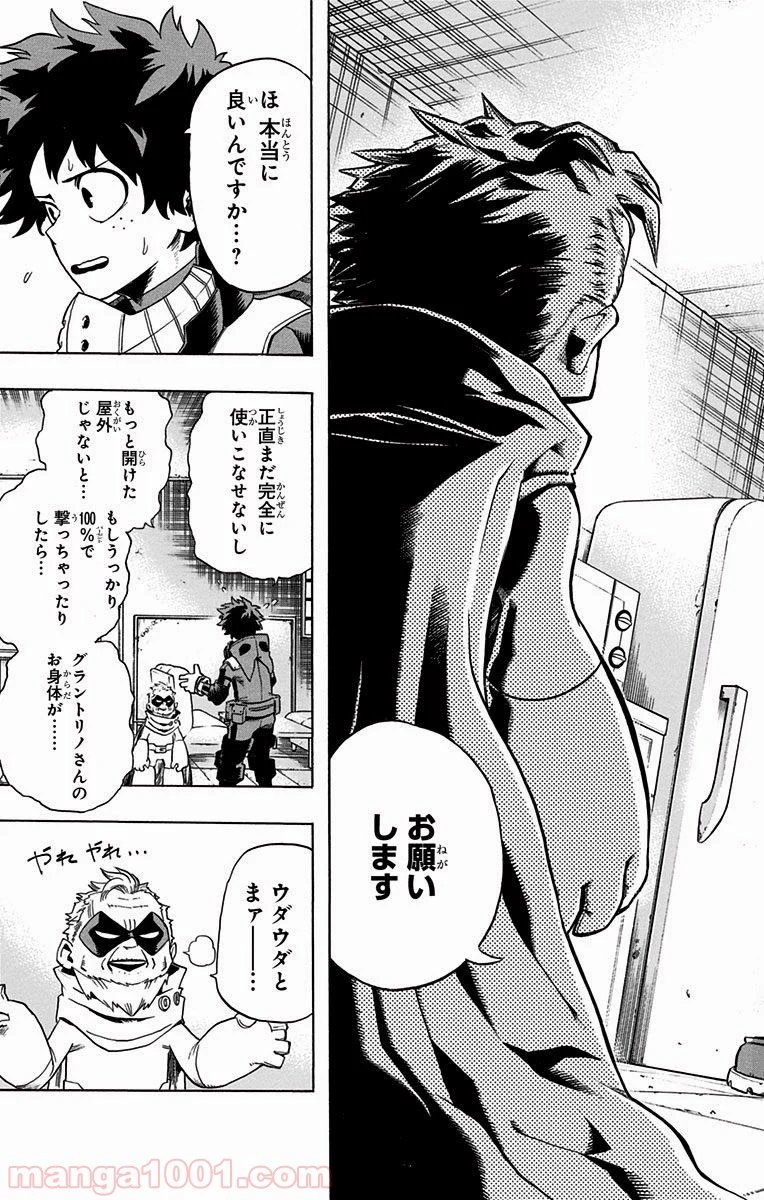 お願い
します
ほ 本当に
良いんですか…?
正直まだ完全に
使いこなせないし
もっと開けた
屋外
じゃないと…
もしうっかり
100%で
撃っちゃったり
したら…
グラントリノさんの
お身体が……
ウダウダと
まァ――…
やれやれ…
manga1001.com